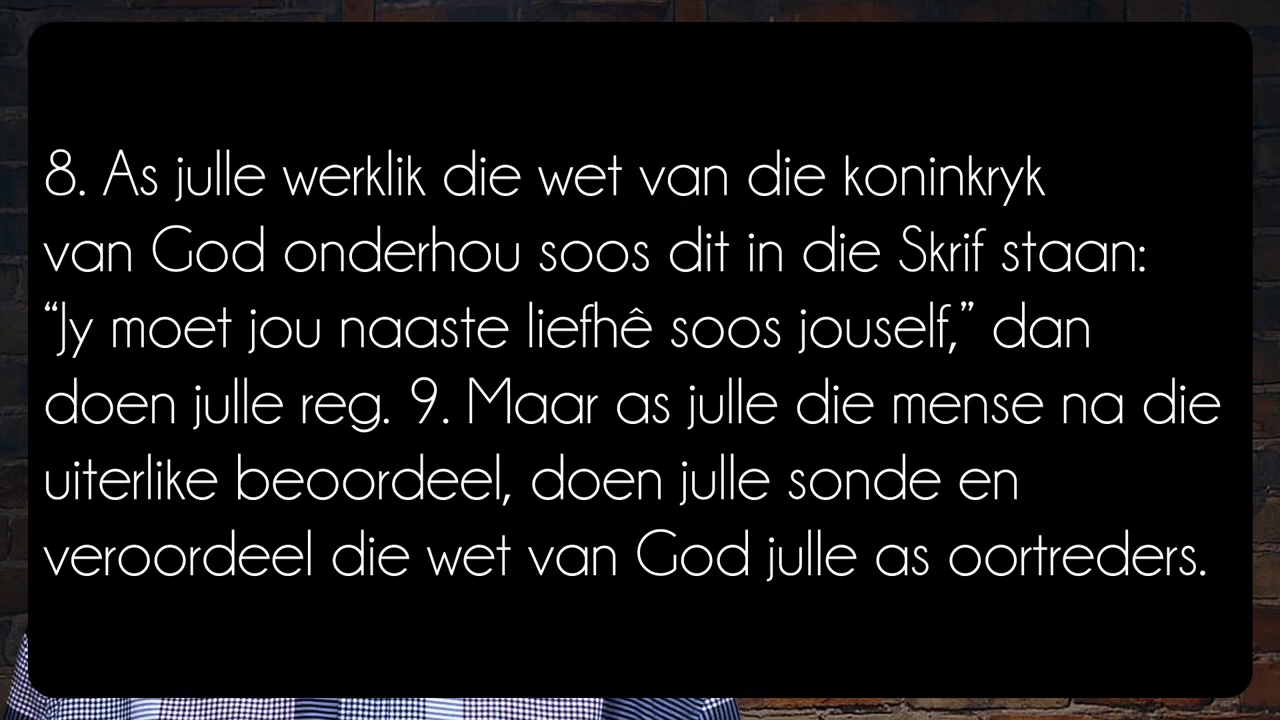 8. As julle werklik die wet van die koninkryk
van God onderhou soos dit in die Skrif staan:
“Jy moet jou naaste liefhê soos jouself,” dan
doen julle reg. 9. Maar as julle die mense na die
uiterlike beoordeel, doen julle sonde en
veroordeel die wet van God julle as oortreders.